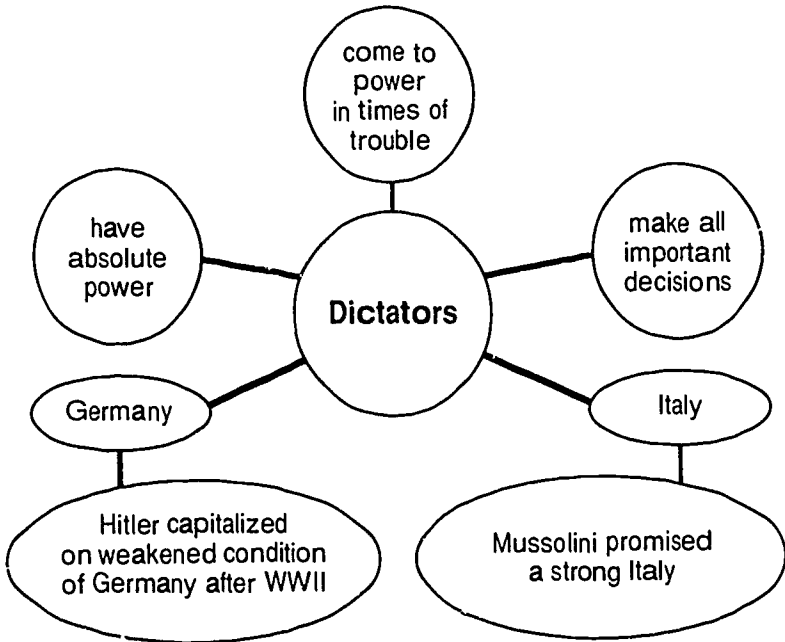 come to
power
in times of
trouble
have
absolute
power
make all
important
decisions
Dictators
Germany
Italy
Hitler capitalized
on weakened condition
of Germany after WWII
Mussolini promised
a strong Italy